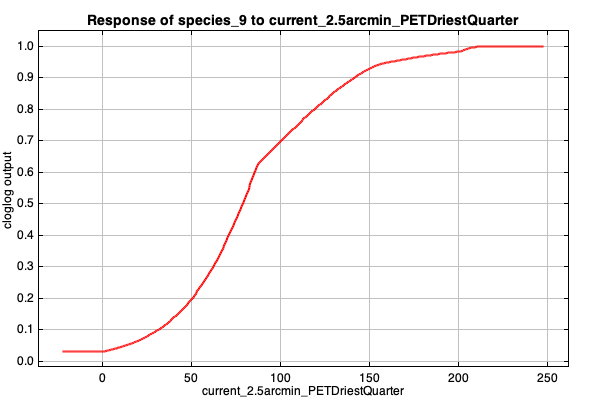 Response of species_9 to current_2.5arcmin_PETDriestQuarter
1.0
0.9
0.8
0.7
0.6
0.5
0.4
0.3
0.2
0.1
0.0
cloglog output
0 50 100 150 200 250
current_2.5arcmin_PETDriestQuarter